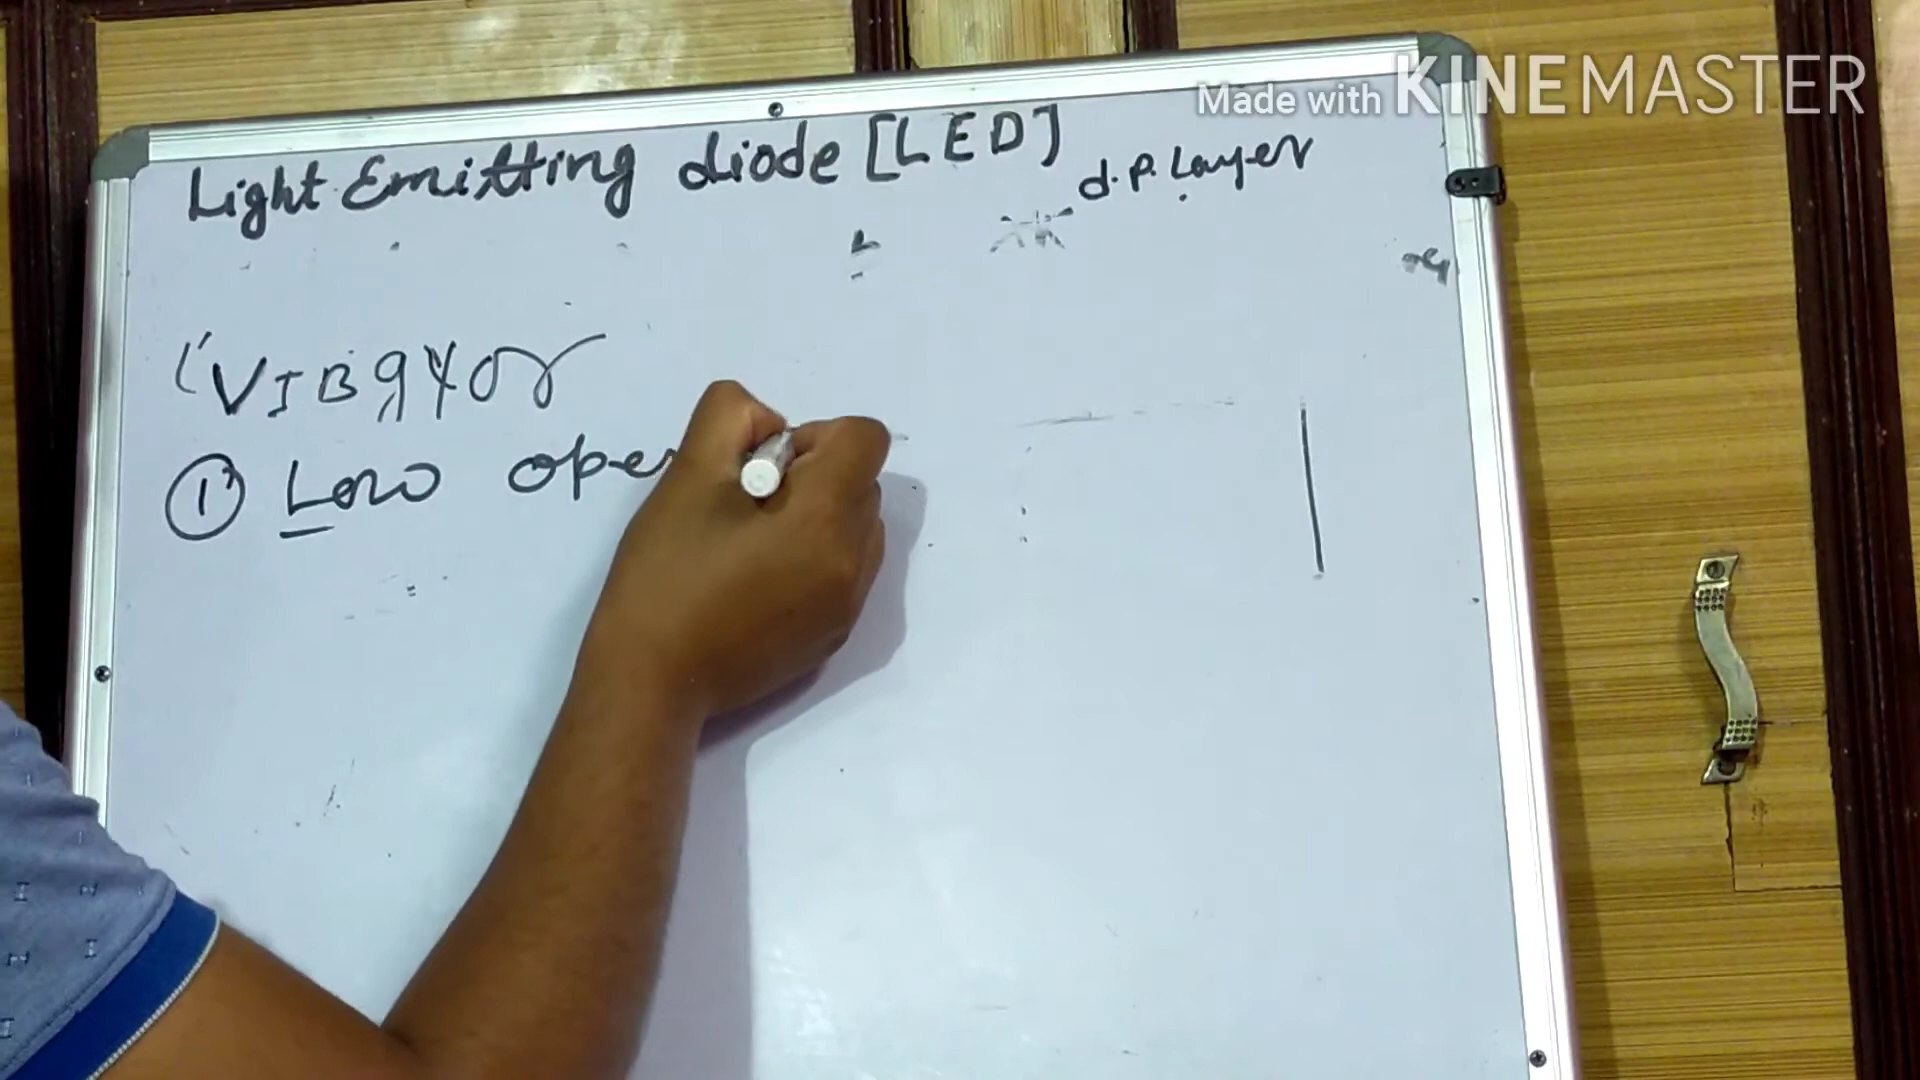 Made with KINEMASTER
Light Emitting diode [LED]
d.P. Layer
VIBgYOr
① Low oper